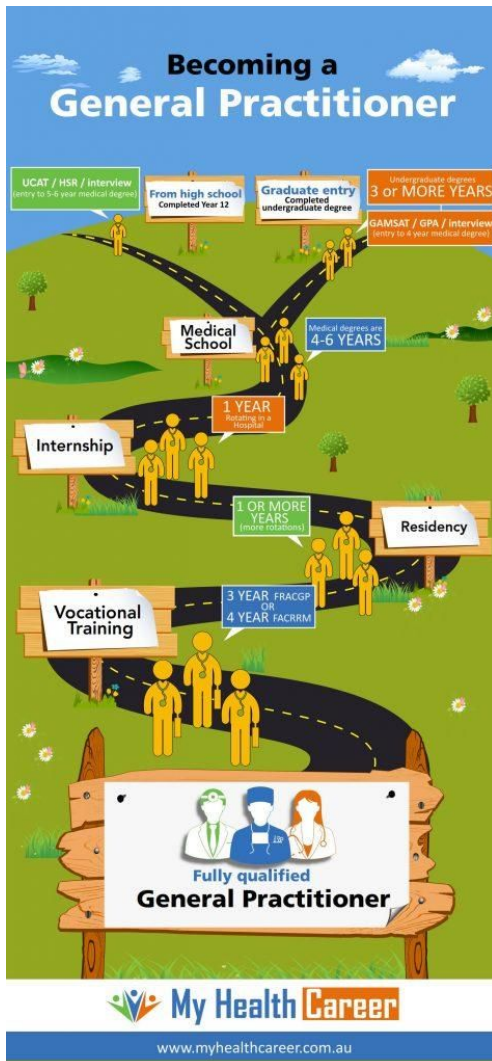 Becoming a
General Practitioner
UCAT / HSR / interview
(entry to 5-6 year medical degree)
From high school
Completed Year 12
Graduate entry
Completed
undergraduate degree
Undergraduate degrees
3 or MORE YEARS
GAMSAT / GPA / interview
(entry to 4 year medical degree)
Medical
School
Medical degrees are
4-6 YEARS
1 YEAR
Rotating in a
Hospital
Internship
1 OR MORE
YEARS
(more rotations)
Residency
3 YEAR FRACGP
OR
4 YEAR FACRRM
Vocational
Training
Fully qualified
General Practitioner
My Health Career
www.myhealthcareer.com.au